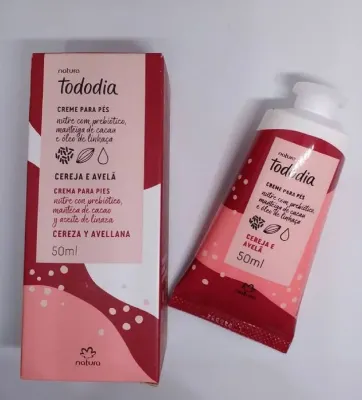 natura
Tododia
CREME PARA PÉS
nutre com prebiótico,
manteiga de cacau
e óleo de linhaça
CEREJA E AVELÃ
CREMA PARA PIES
nutre con prebiótico,
manteca de cacao
y aceite de linaza
CEREZA Y AVELLANA
50ml
natura
natura
Tododia
CREME PARA PÉS
nutre com prebiótico,
manteiga de cacau
e óleo de linhaça
CEREJA E
AVELÃ
50ml
natura